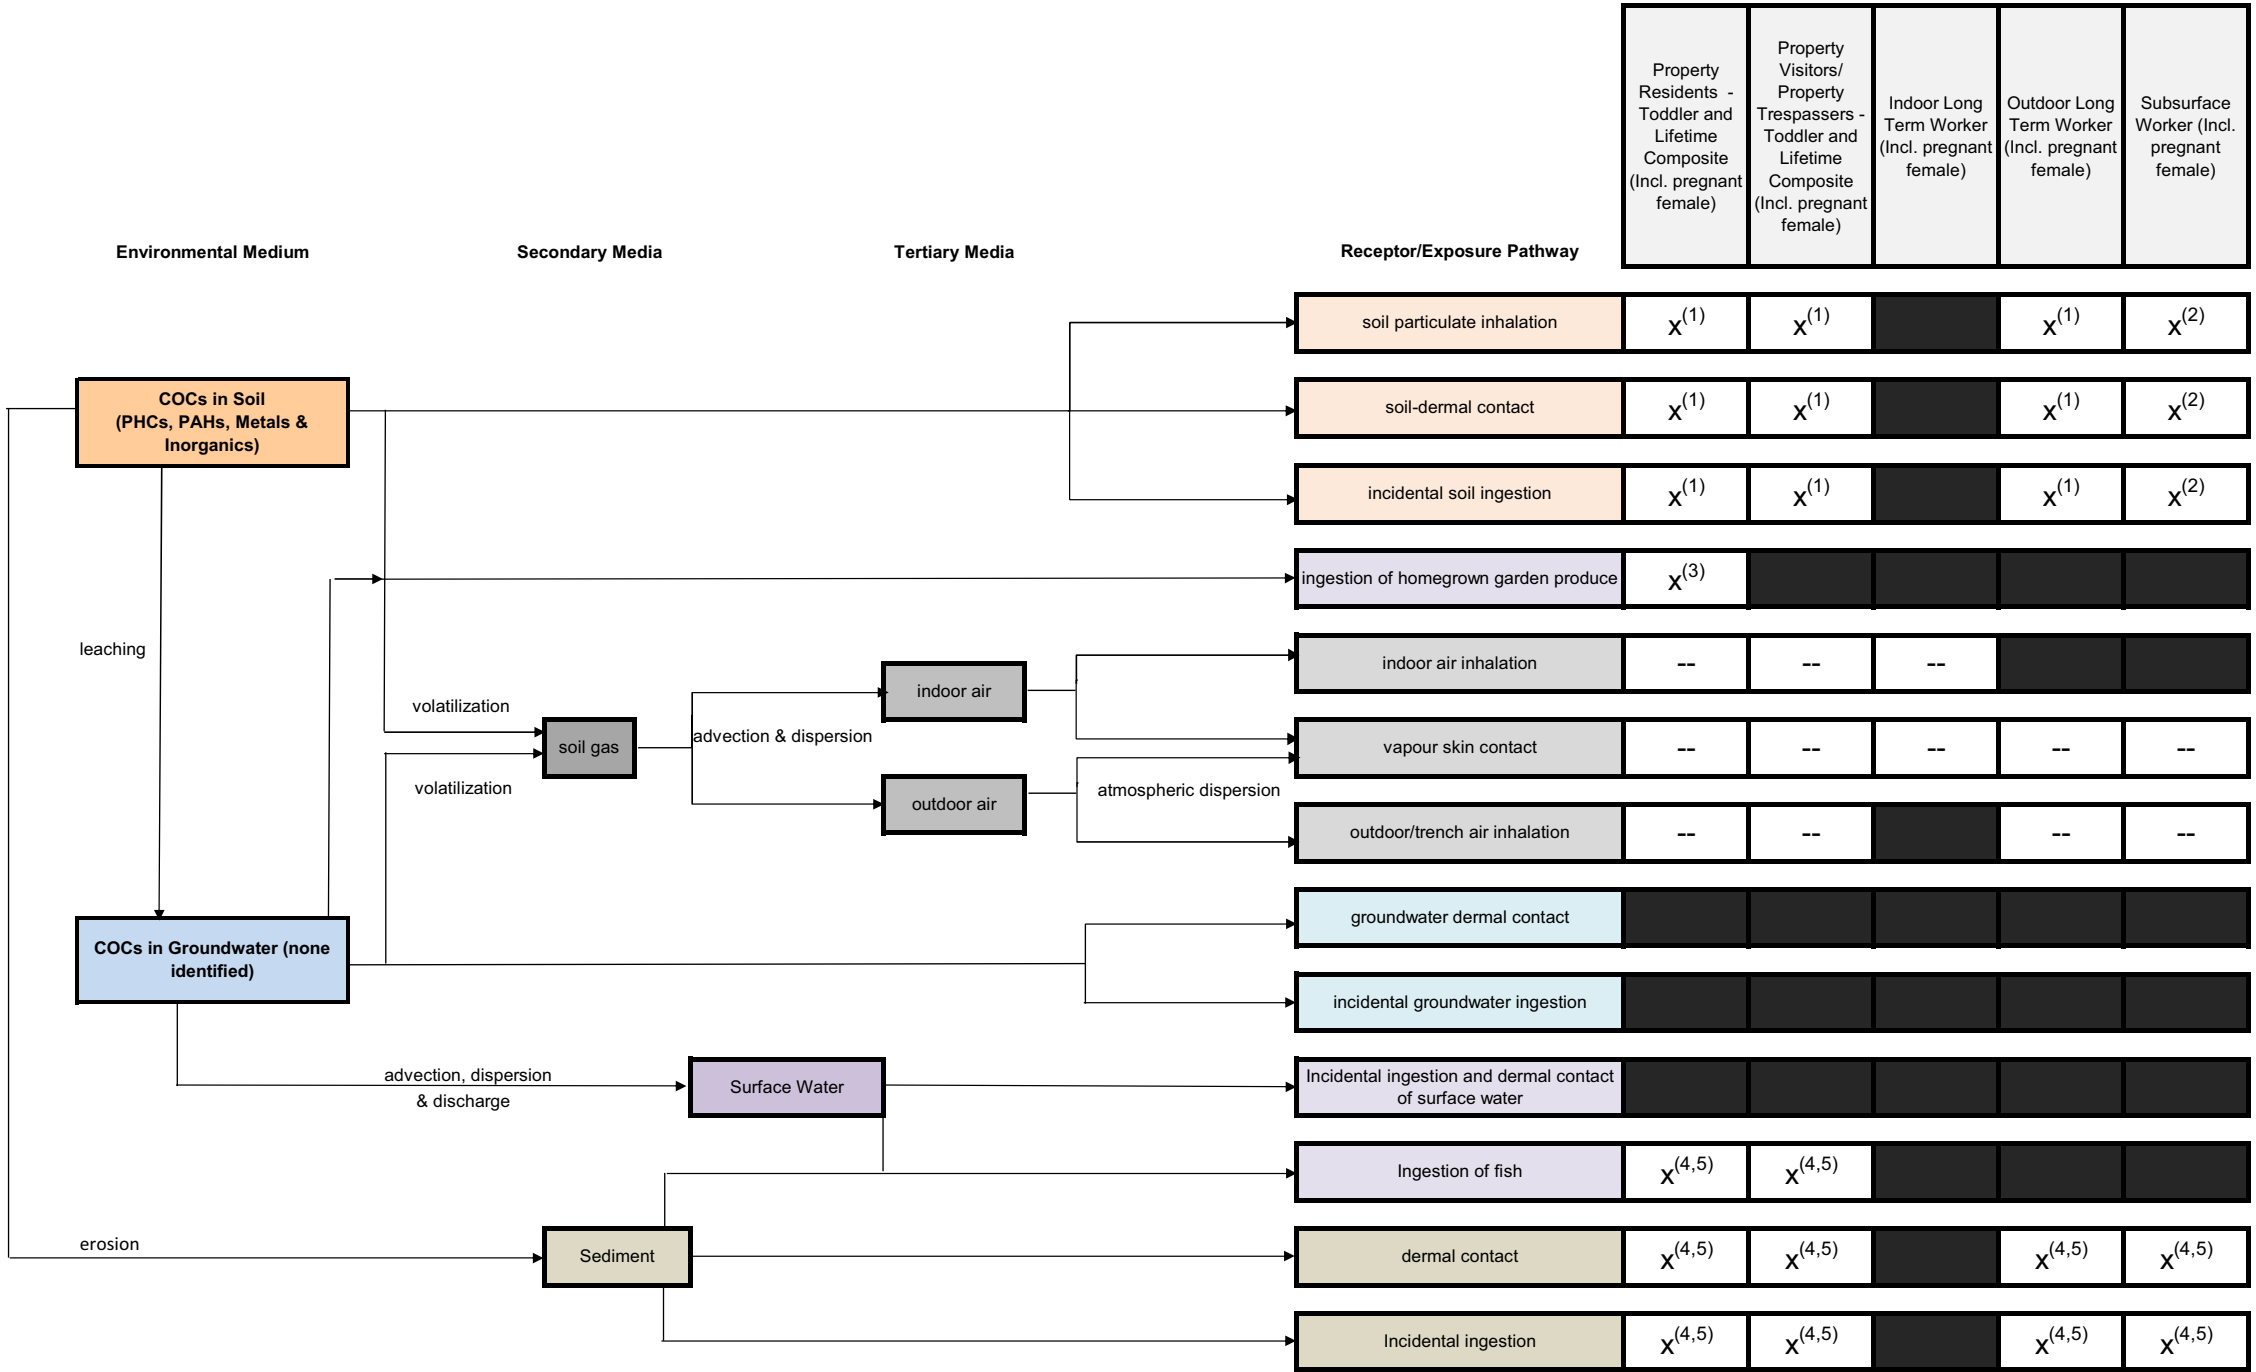 Property
Residents -
Toddler and
Lifetime
Composite
(Incl. pregnant
female)
Property
Visitors/
Property
Trespassers -
Toddler and
Lifetime
Composite
(Incl. pregnant
female)
Indoor Long
Term Worker
(Incl. pregnant
female)
Outdoor Long
Term Worker
(Incl. pregnant
female)
Subsurface
Worker (Incl.
pregnant
female)
Environmental Medium
Secondary Media
Tertiary Media
Receptor/Exposure Pathway
soil particulate inhalation
x(1)
x(1)
x(1)
x(2)
COCs in Soil
(PHCs, PAHs, Metals &
Inorganics)
soil-dermal contact
x(1)
x(1)
x(1)
x(2)
incidental soil ingestion
x(1)
x(1)
x(1)
x(2)
ingestion of homegrown garden produce
x(3)
leaching
indoor air
indoor air inhalation
--
--
--
volatilization
soil gas
advection & dispersion
vapour skin contact
--
--
--
--
--
volatilization
outdoor air
atmospheric dispersion
outdoor/trench air inhalation
--
--
--
--
COCs in Groundwater (none
identified)
groundwater dermal contact
incidental groundwater ingestion
advection, dispersion
& discharge
Surface Water
Incidental ingestion and dermal contact
of surface water
Ingestion of fish
x(4,5)
x(4,5)
erosion
Sediment
dermal contact
x(4,5)
x(4,5)
x(4,5)
x(4,5)
Incidental ingestion
x(4,5)
x(4,5)
x(4,5)
x(4,5)